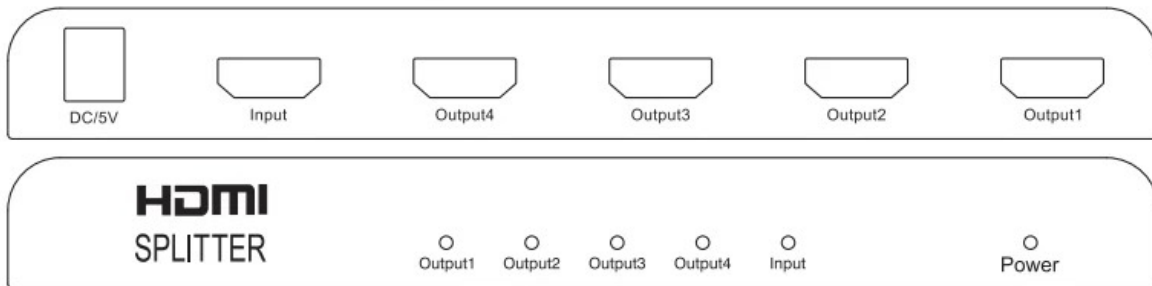 DC/5V Input Output4 Output3 Output2 Output1
HDMI
SPLITTER
Output1 Output2 Output3 Output4 Input Power